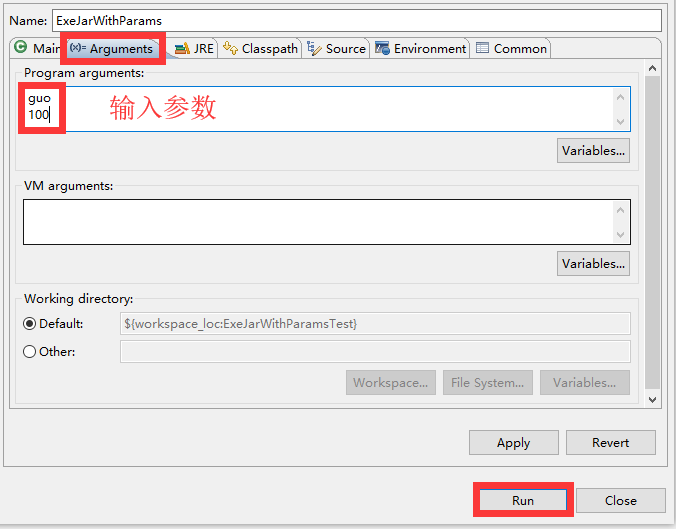 Name: ExeJarWithParams
Main (x)= Arguments JRE Classpath Source Environment Common
Program arguments:
guo
100
输入参数
Variables...
VM arguments:
Variables...
Working directory:
Default: ${workspace_loc:ExeJarWithParamsTest}
Other:
Workspace... File System... Variables...
Apply Revert
Run Close